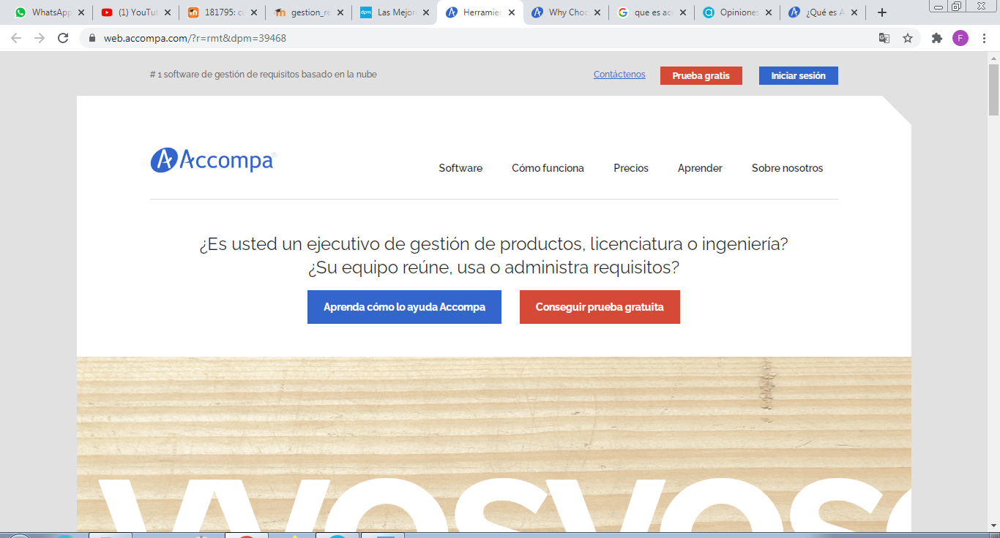 WhatsApp
(1) YouTu
181795: c
gestion_re
Las Mejor
Herramie
Why Choo
que es acc
Opiniones
¿Qué es A
web.accompa.com/?r=rmt&dpm=39468
F
# 1 software de gestión de requisitos basado en la nube
Contáctenos
Prueba gratis
Iniciar sesión
Accompa
Software
Cómo funciona
Precios
Aprender
Sobre nosotros
¿Es usted un ejecutivo de gestión de productos, licenciatura o ingeniería?
¿Su equipo reúne, usa o administra requisitos?
Aprenda cómo lo ayuda Accompa
Conseguir prueba gratuita